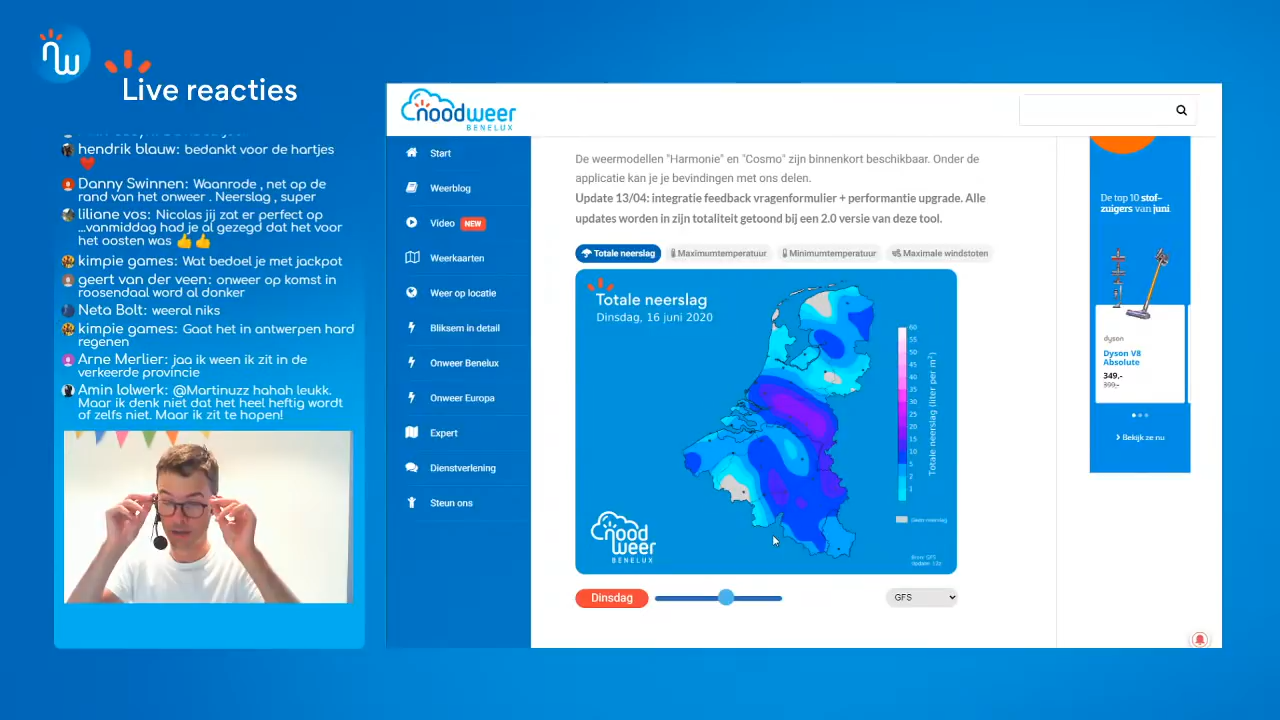 nw
Live reacties
hendrik blauw: bedankt voor de hartjes
❤️
Danny Swinnen: Waanrode , net op de
rand van het onweer . Neerslag , super
liliane vos: Nicolas jij zat er perfect op
...vanmiddag had je al gezegd dat het voor
het oosten was 👍👍
kimpie games: Wat bedoel je met jackpot
geert van der veen: onweer op komst in
roosendaal word al donker
Neta Bolt: weeral niks
kimpie games: Gaat het in antwerpen hard
regenen
Arne Merlier: jaa ik ween ik zit in de
verkeerde provincie
Amin lolwerk: @Martinuzz hahah leukk.
Maar ik denk niet dat het heel heftig wordt
of zelfs niet. Maar ik zit te hopen!
noodweer
BENELUX
Start
Weerblog
Video NEW
Weerkaarten
Weer op locatie
Bliksem in detail
Onweer Benelux
Onweer Europa
Expert
Dienstverlening
Steun ons
De weermodellen "Harmonie" en "Cosmo" zijn binnenkort beschikbaar. Onder de
applicatie kan je je bevindingen met ons delen.
Update 13/04: integratie feedback vragenformulier + performantie upgrade. Alle
updates worden in zijn totaliteit getoond bij een 2.0 versie van deze tool.
Totale neerslag Maximumtemperatuur Minimumtemperatuur Maximale windstoten
Totale neerslag
Dinsdag, 16 juni 2020
60
55
50
45
40
35
30
25
20
15
10
5
2
1
Totale neerslag (liter per m²)
Geen neerslag
Bron: GFS
Update: 12z
nood
weer
BENELUX
Dinsdag
GFS
De top 10 stof-
zuigers van juni
dyson
Dyson V8
Absolute
349,-
399,-
Bekijk ze nu